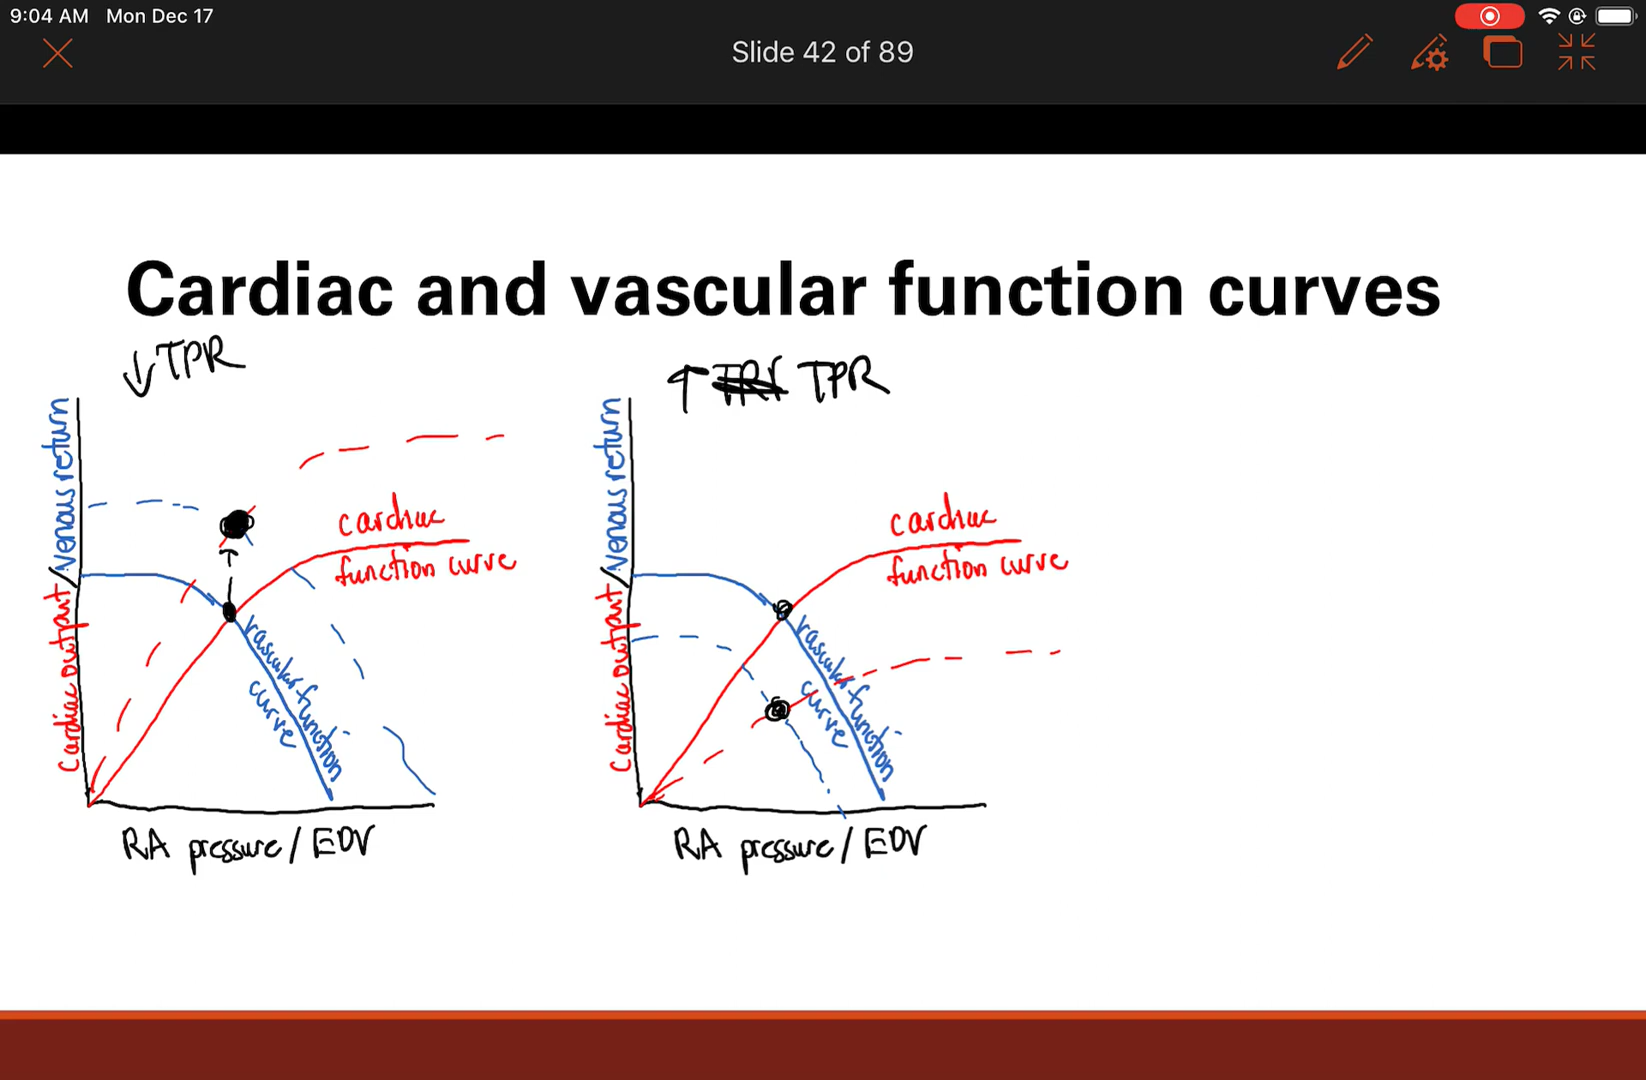 9:04 AM Mon Dec 17
Slide 42 of 89
Cardiac and vascular function curves
↓ TPR
↑ TPR
Cardiac output/Venous return
cardiac
function curve
vascular function
curve
RA pressure / EDV
Cardiac output/Venous return
cardiac
function curve
vascular function
curve
RA pressure / EDV